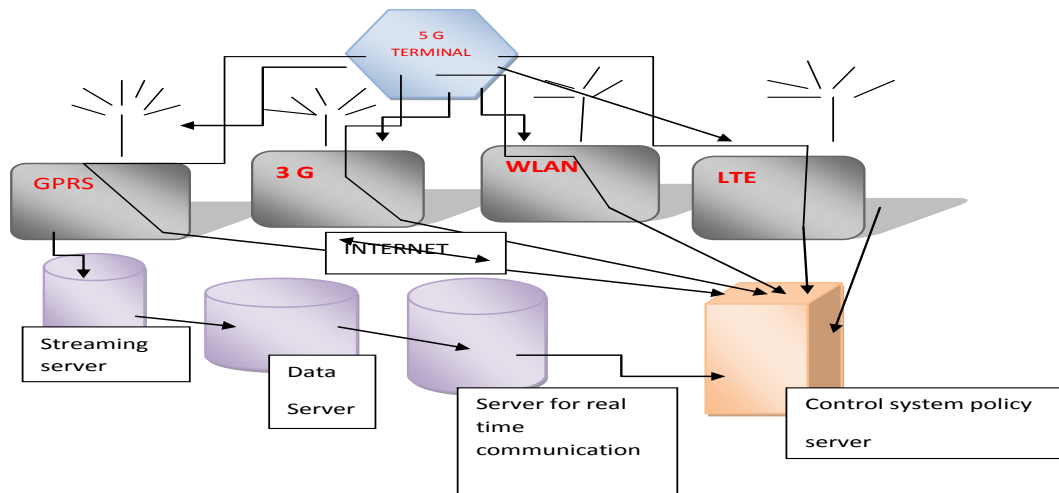 5 G
TERMINAL
GPRS
3 G
WLAN
LTE
INTERNET
Streaming
server
Data
Server
Server for real
time
communication
Control system policy
server